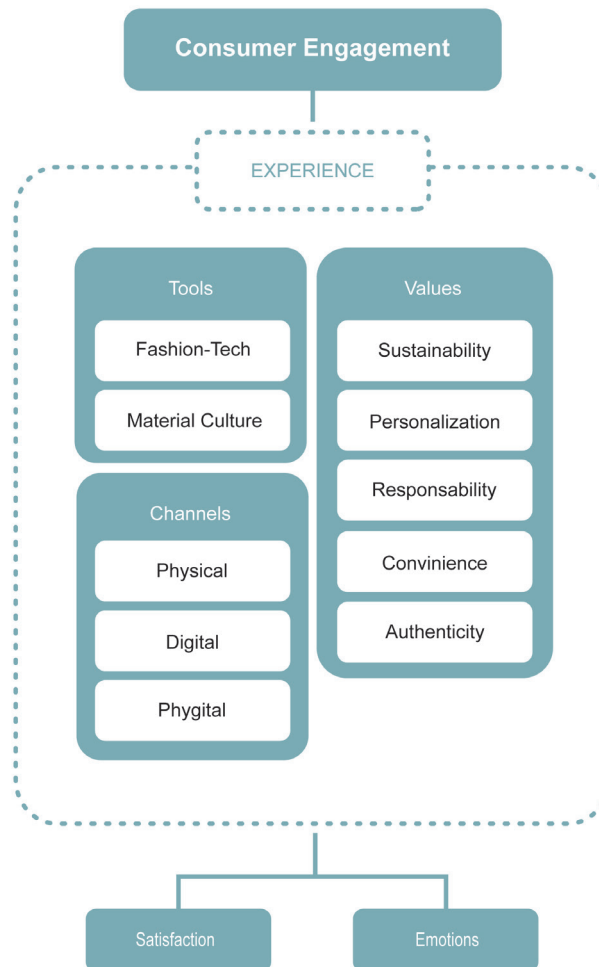 Consumer Engagement
EXPERIENCE
Tools
Fashion-Tech
Material Culture
Channels
Physical
Digital
Phygital
Values
Sustainability
Personalization
Responsability
Convinience
Authenticity
Satisfaction
Emotions